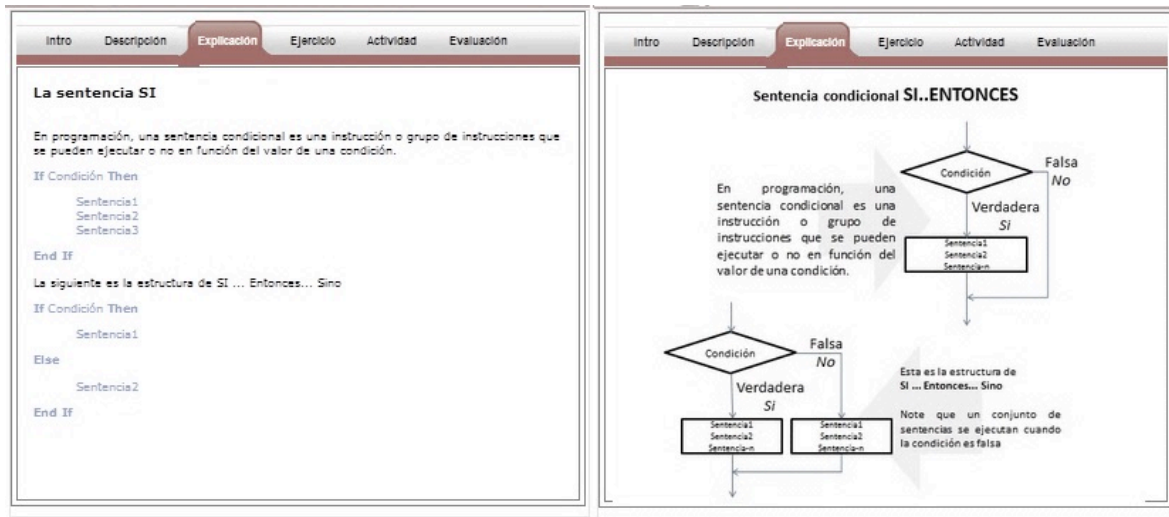 Intro Descripción Explicación Ejercicio Actividad Evaluación
La sentencia SI
En programación, una sentencia condicional es una instrucción o grupo de instrucciones que
se pueden ejecutar o no en función del valor de una condición.
If Condición Then
Sentencia1
Sentencia2
Sentencia3
End If
La siguiente es la estructura de SI ... Entonces... Sino
If Condición Then
Sentencia1
Else
Sentencia2
End If
Intro Descripción Explicación Ejercicio Actividad Evaluación
Sentencia condicional SI..ENTONCES
En programación, una
sentencia condicional es una
instrucción o grupo de
instrucciones que se pueden
ejecutar o no en función del
valor de una condición.
Condición
Falsa
No
Verdadera
Si
Sentencia1
Sentencia2
Sentencia-n
Condición
Falsa
No
Verdadera
Si
Sentencia1
Sentencia2
Sentencia-n
Sentencia1
Sentencia2
Sentencia-n
Esta es la estructura de
SI ... Entonces... Sino
Note que un conjunto de
sentencias se ejecutan cuando
la condición es falsa